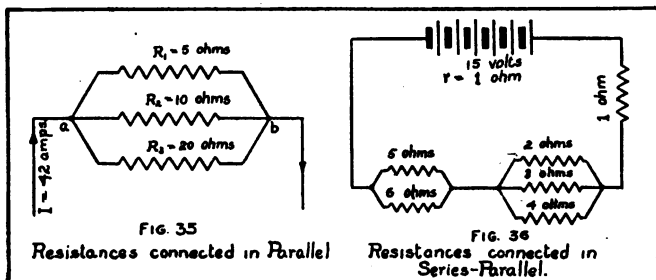 R₁=5 ohms
R₂=10 ohms
R₃=20 ohms
a
b
I = 42 amps.
FIG. 35
Resistances connected in Parallel
15 volts
r = 1 ohm
1 ohm
5 ohms
6 ohms
2 ohms
3 ohms
4 ohms
FIG. 36
Resistances connected in
Series-Parallel.